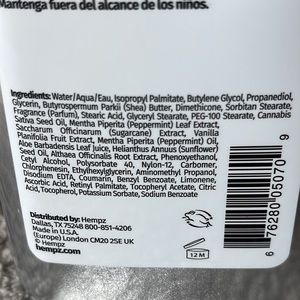 Mantenga fuera del alcance de los niños.
Ingredients: Water/Aqua/Eau, Isopropyl Palmitate, Butylene Glycol, Propanediol,
Glycerin, Butyrospermum Parkii (Shea) Butter, Dimethicone, Sorbitan Stearate,
Fragrance (Parfum), Stearic Acid, Glyceryl Stearate, PEG-100 Stearate, Cannabis
Sativa Seed Oil, Mentha Piperita (Peppermint) Leaf Extract,
Saccharum Officinarum (Sugarcane) Extract, Vanilla
Planifolia Fruit Extract, Mentha Piperita (Peppermint) Oil,
Aloe Barbadensis Leaf Juice, Helianthus Annuus (Sunflower)
Seed Oil, Althaea Officinalis Root Extract, Phenoxyethanol,
Cetyl Alcohol, Polysorbate 40, Nylon-12, Carbomer,
Chlorphenesin, Ethylhexylglycerin, Aminomethyl Propanol,
Disodium EDTA, Coumarin, Benzyl Benzoate, Limonene,
Ascorbic Acid, Retinyl Palmitate, Tocopheryl Acetate, Citric
Acid, Tocopherol, Potassium Sorbate, Sodium Benzoate
Distributed by: Hempz
Dallas, TX 75248 800-851-4206
Made in U.S.A.
(Europe) London CM20 2SE UK
© Hempz
hempz.com
12 M
6 76280 05070 9